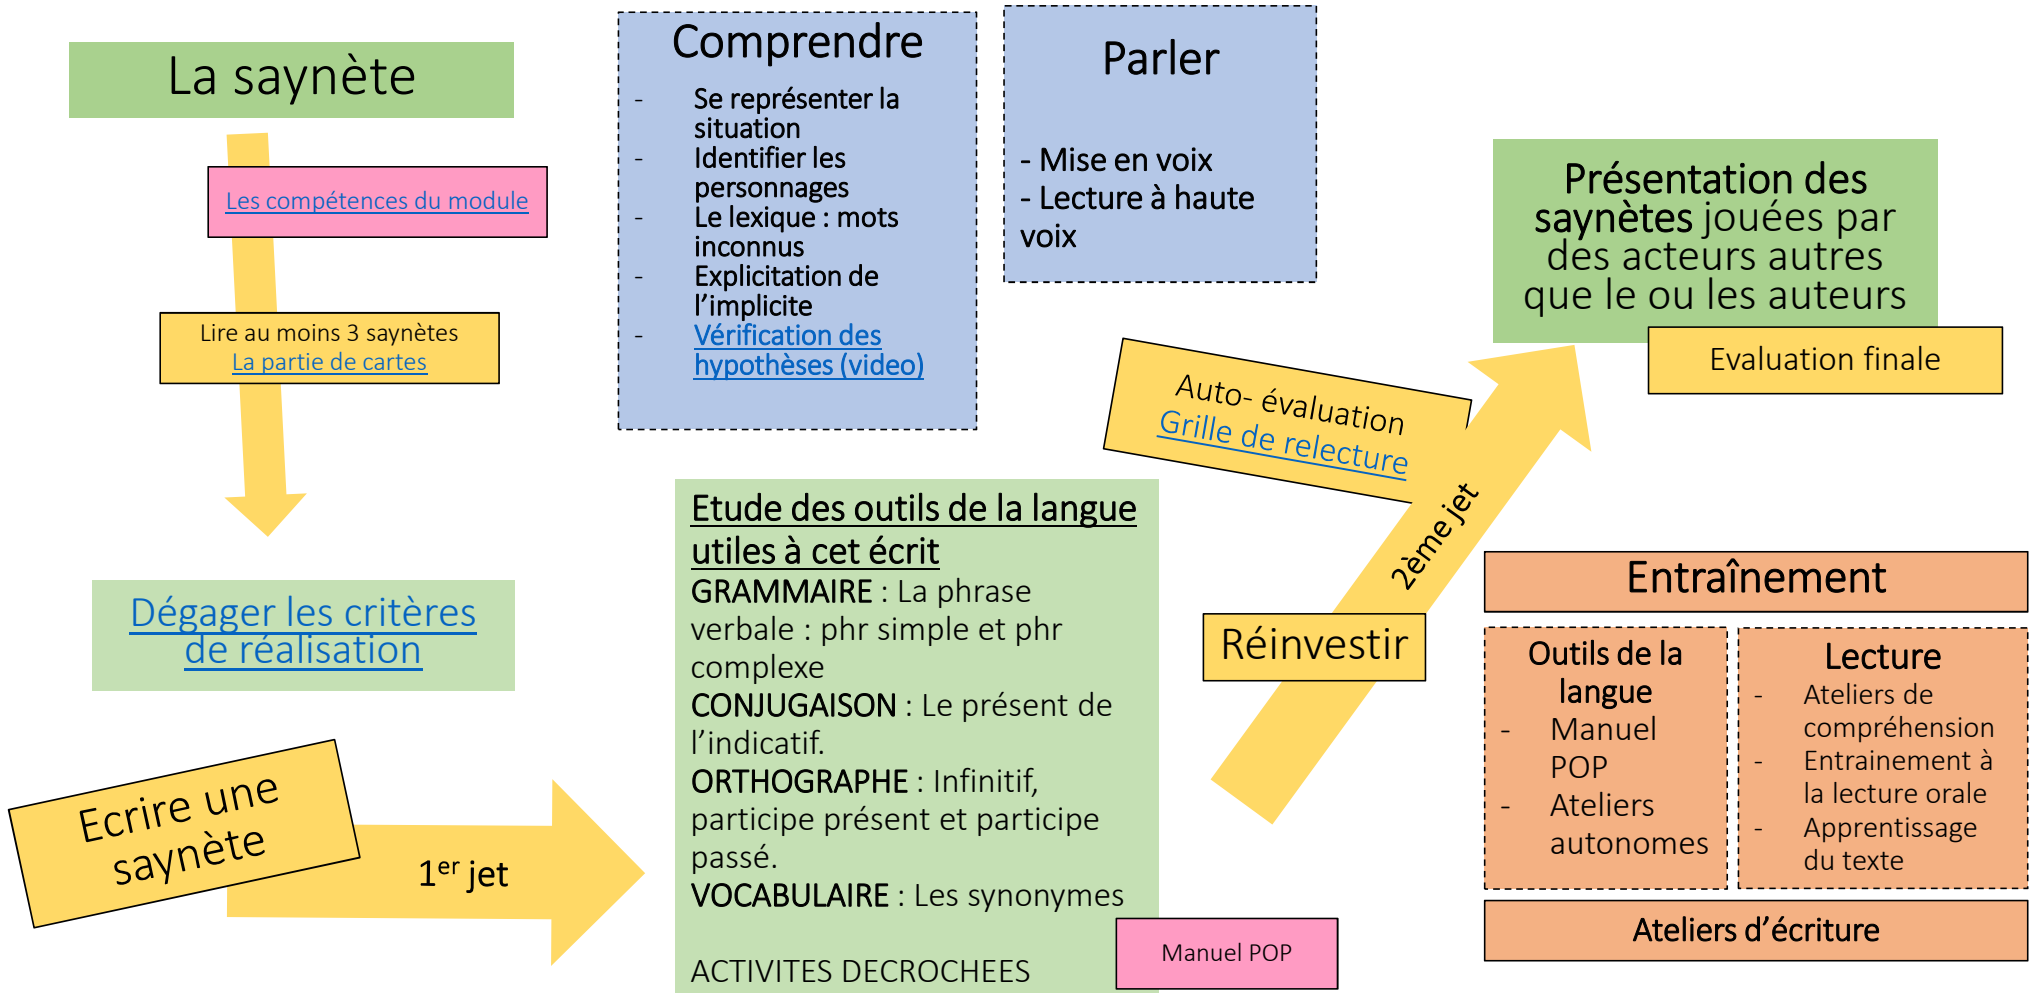 La saynète
Les compétences du module
Lire au moins 3 saynètes
La partie de cartes
Dégager les critères
de réalisation
Ecrire une
saynète
1er jet
Comprendre
- Se représenter la
situation
- Identifier les
personnages
- Le lexique : mots
inconnus
- Explicitation de
l’implicite
- Vérification des
hypothèses (video)
Parler
- Mise en voix
- Lecture à haute
voix
Etude des outils de la langue
utiles à cet écrit
GRAMMAIRE : La phrase
verbale : phr simple et phr
complexe
CONJUGAISON : Le présent de
l’indicatif.
ORTHOGRAPHE : Infinitif,
participe présent et participe
passé.
VOCABULAIRE : Les synonymes
ACTIVITES DECROCHEES
Manuel POP
Auto- évaluation
Grille de relecture
2ème jet
Réinvestir
Présentation des
saynètes jouées par
des acteurs autres
que le ou les auteurs
Evaluation finale
Entraînement
Outils de la
langue
- Manuel
POP
- Ateliers
autonomes
Lecture
- Ateliers de
compréhension
- Entrainement à
la lecture orale
- Apprentissage
du texte
Ateliers d’écriture